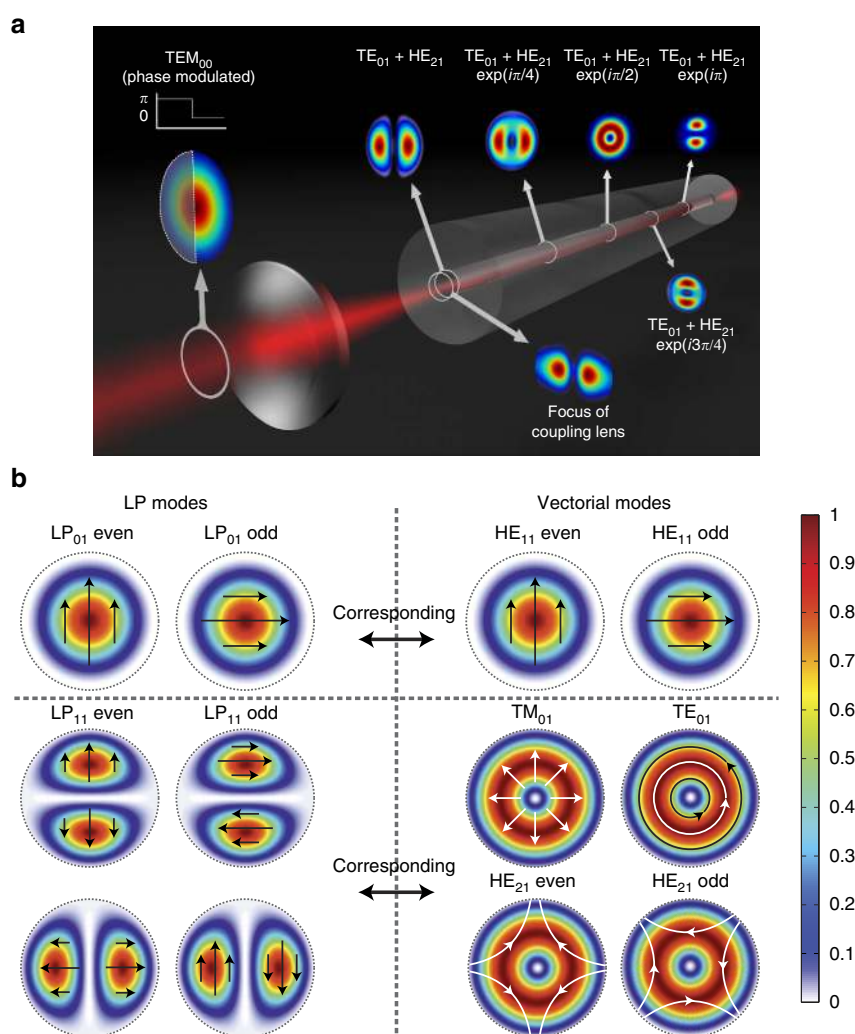 a
TEM₀₀
(phase modulated)
π
0
TE₀₁ + HE₂₁
TE₀₁ + HE₂₁
exp(iπ/4)
TE₀₁ + HE₂₁
exp(iπ/2)
TE₀₁ + HE₂₁
exp(iπ)
TE₀₁ + HE₂₁
exp(i3π/4)
Focus of
coupling lens
b
LP modes
Vectorial modes
LP₀₁ even
LP₀₁ odd
HE₁₁ even
HE₁₁ odd
Corresponding
LP₁₁ even
LP₁₁ odd
TM₀₁
TE₀₁
Corresponding
HE₂₁ even
HE₂₁ odd
1
0.9
0.8
0.7
0.6
0.5
0.4
0.3
0.2
0.1
0